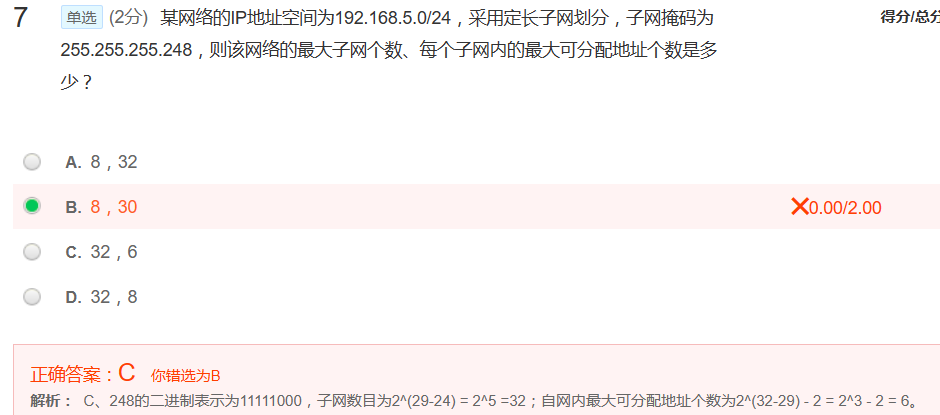 7 单选 (2分) 某网络的IP地址空间为192.168.5.0/24，采用定长子网划分，子网掩码为 得分/总分
255.255.255.248，则该网络的最大子网个数、每个子网内的最大可分配地址个数是多
少？
A. 8，32
B. 8，30 0.00/2.00
C. 32，6
D. 32，8
正确答案：C 你错选为B
解析： C、248的二进制表示为11111000，子网数目为2^(29-24) = 2^5 =32；自网内最大可分配地址个数为2^(32-29) - 2 = 2^3 - 2 = 6。